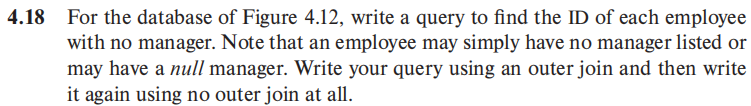 4.18 For the database of Figure 4.12, write a query to find the ID of each employee
with no manager. Note that an employee may simply have no manager listed or
may have a null manager. Write your query using an outer join and then write
it again using no outer join at all.